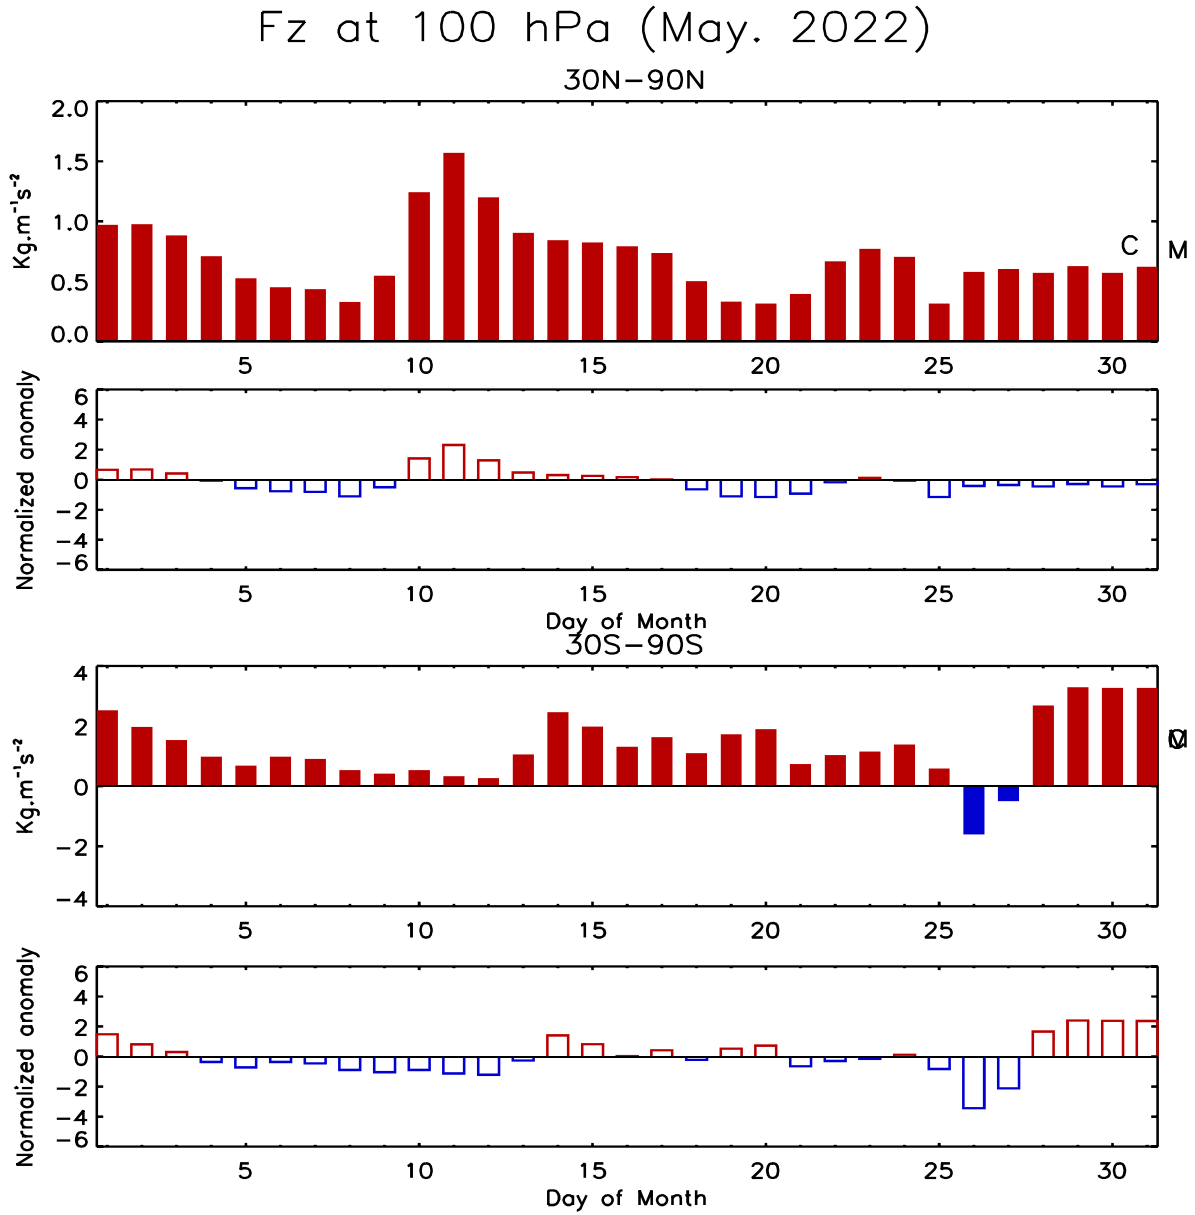 Fz at 100 hPa (May. 2022)
30N−90N
2.0
1.5
1.0
0.5
0.0
Kg.m⁻¹s⁻²
C
M
5 10 15 20 25 30
6
4
2
0
−2
−4
−6
Normalized anomaly
5 10 15 20 25 30
Day of Month
30S−90S
4
2
0
−2
−4
Kg.m⁻¹s⁻²
M
C
5 10 15 20 25 30
6
4
2
0
−2
−4
−6
Normalized anomaly
5 10 15 20 25 30
Day of Month